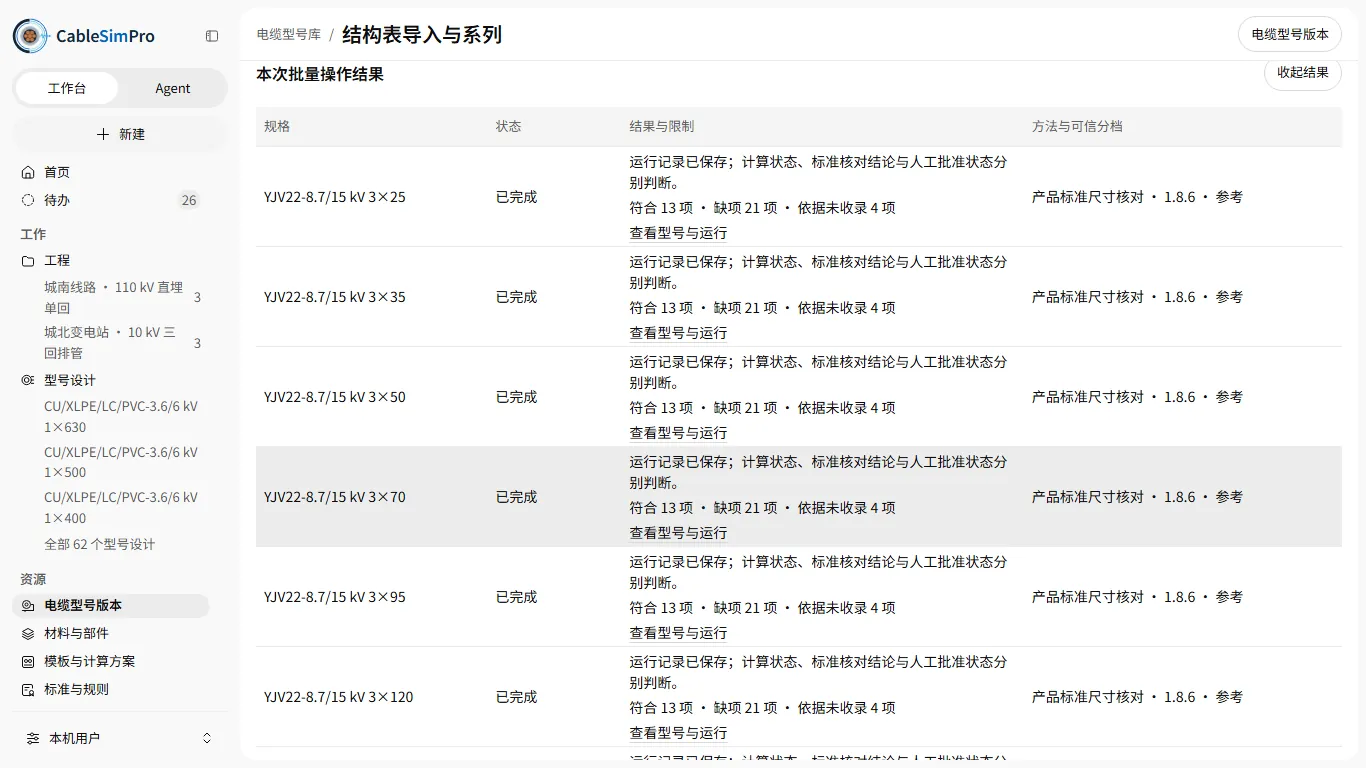 CableSimPro
工作台
Agent
新建
首页
待办
26
工作
工程
城南线路 · 110 kV 直埋
单回
3
城北变电站 · 10 kV 三
回排管
3
型号设计
CU/XLPE/LC/PVC-3.6/6 kV
1×630
CU/XLPE/LC/PVC-3.6/6 kV
1×500
CU/XLPE/LC/PVC-3.6/6 kV
1×400
全部 62 个型号设计
资源
电缆型号版本
材料与部件
模板与计算方案
标准与规则
本机用户
电缆型号库 / 结构表导入与系列
电缆型号版本
本次批量操作结果
收起结果
规格 状态 结果与限制 方法与可信分档
YJV22-8.7/15 kV 3×25
已完成
运行记录已保存；计算状态、标准核对结论与人工批准状态分
别判断。
符合 13 项 · 缺项 21 项 · 依据未收录 4 项
查看型号与运行
产品标准尺寸核对 · 1.8.6 · 参考
YJV22-8.7/15 kV 3×35
已完成
运行记录已保存；计算状态、标准核对结论与人工批准状态分
别判断。
符合 13 项 · 缺项 21 项 · 依据未收录 4 项
查看型号与运行
产品标准尺寸核对 · 1.8.6 · 参考
YJV22-8.7/15 kV 3×50
已完成
运行记录已保存；计算状态、标准核对结论与人工批准状态分
别判断。
符合 13 项 · 缺项 21 项 · 依据未收录 4 项
查看型号与运行
产品标准尺寸核对 · 1.8.6 · 参考
YJV22-8.7/15 kV 3×70
已完成
运行记录已保存；计算状态、标准核对结论与人工批准状态分
别判断。
符合 13 项 · 缺项 21 项 · 依据未收录 4 项
查看型号与运行
产品标准尺寸核对 · 1.8.6 · 参考
YJV22-8.7/15 kV 3×95
已完成
运行记录已保存；计算状态、标准核对结论与人工批准状态分
别判断。
符合 13 项 · 缺项 21 项 · 依据未收录 4 项
查看型号与运行
产品标准尺寸核对 · 1.8.6 · 参考
YJV22-8.7/15 kV 3×120
已完成
运行记录已保存；计算状态、标准核对结论与人工批准状态分
别判断。
符合 13 项 · 缺项 21 项 · 依据未收录 4 项
查看型号与运行
产品标准尺寸核对 · 1.8.6 · 参考